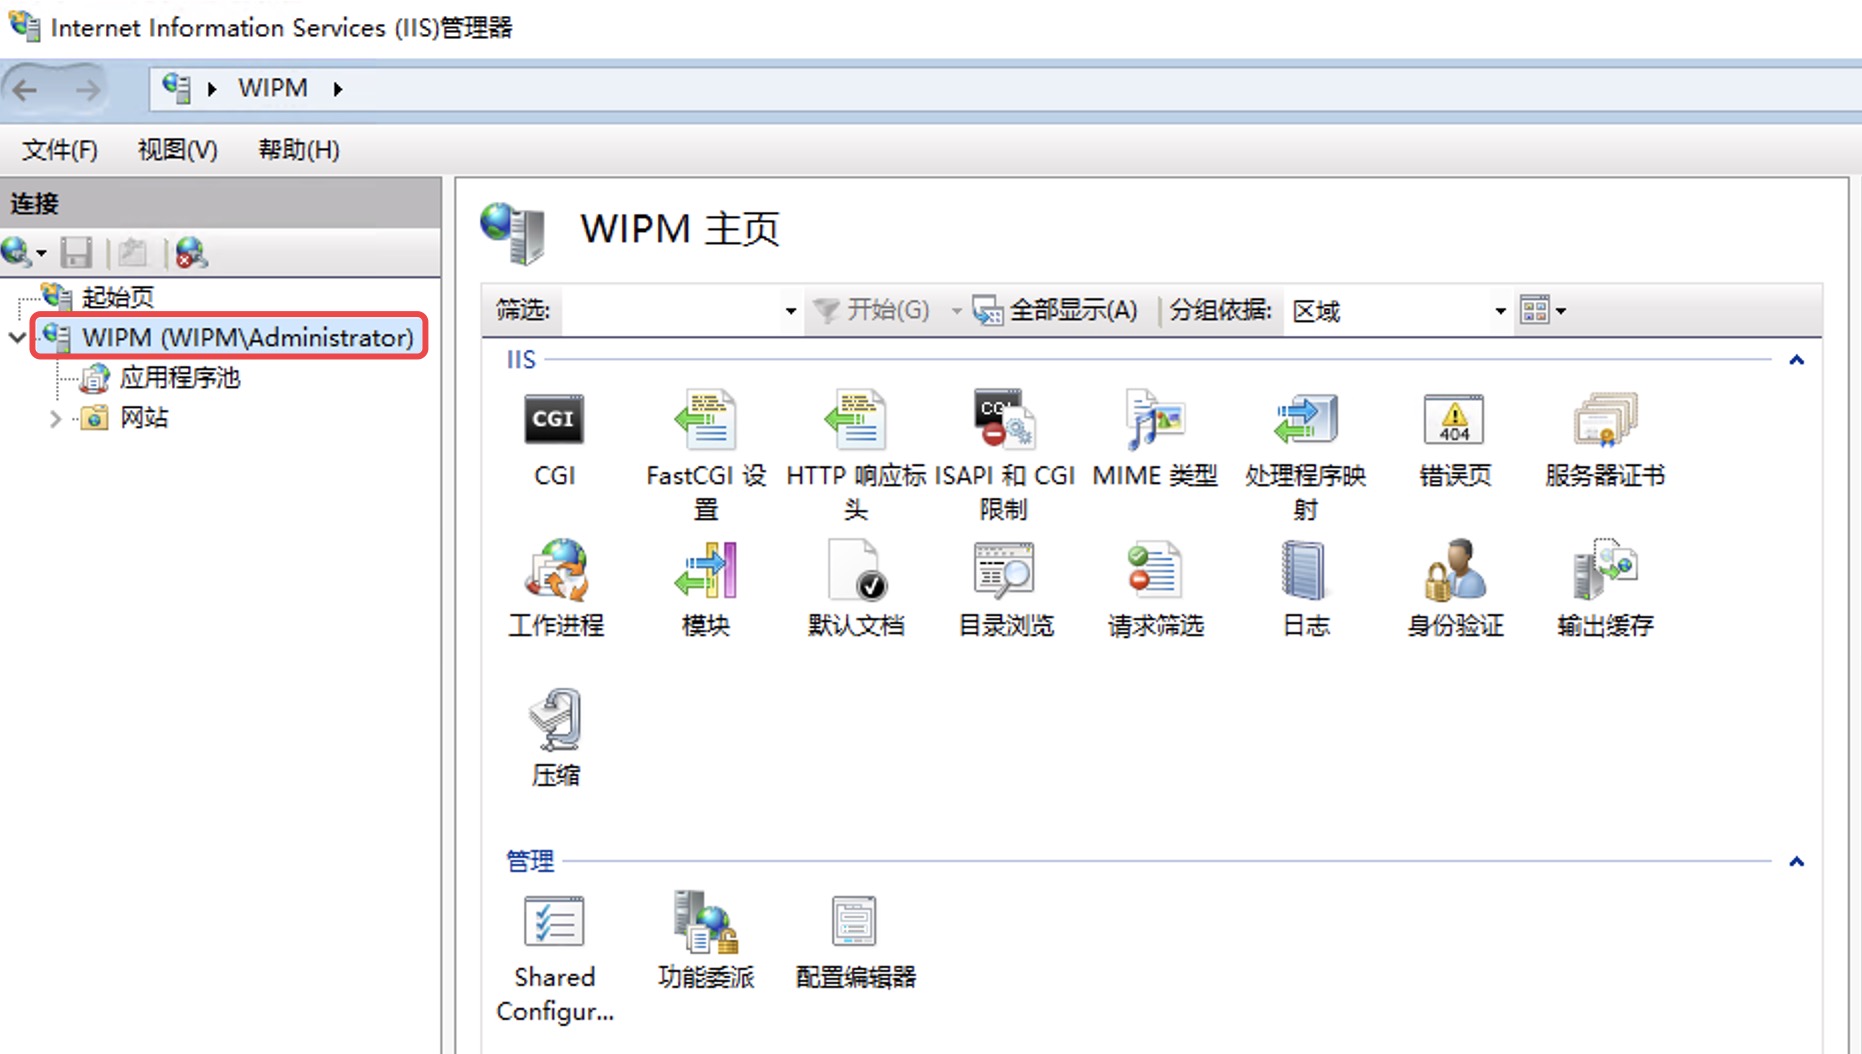 Internet Information Services (IIS)管理器
WIPM
文件(F) 视图(V) 帮助(H)
连接
起始页
WIPM (WIPM\Administrator)
应用程序池
网站
WIPM 主页
筛选: 开始(G) 全部显示(A) 分组依据: 区域
IIS
CGI
CGI
FastCGI 设
置
HTTP 响应标
头
CGI
ISAPI 和 CGI
限制
MIME 类型
处理程序映
射
404
错误页
服务器证书
工作进程
模块
默认文档
目录浏览
请求筛选
日志
身份验证
输出缓存
压缩
管理
Shared
Configur...
功能委派
配置编辑器